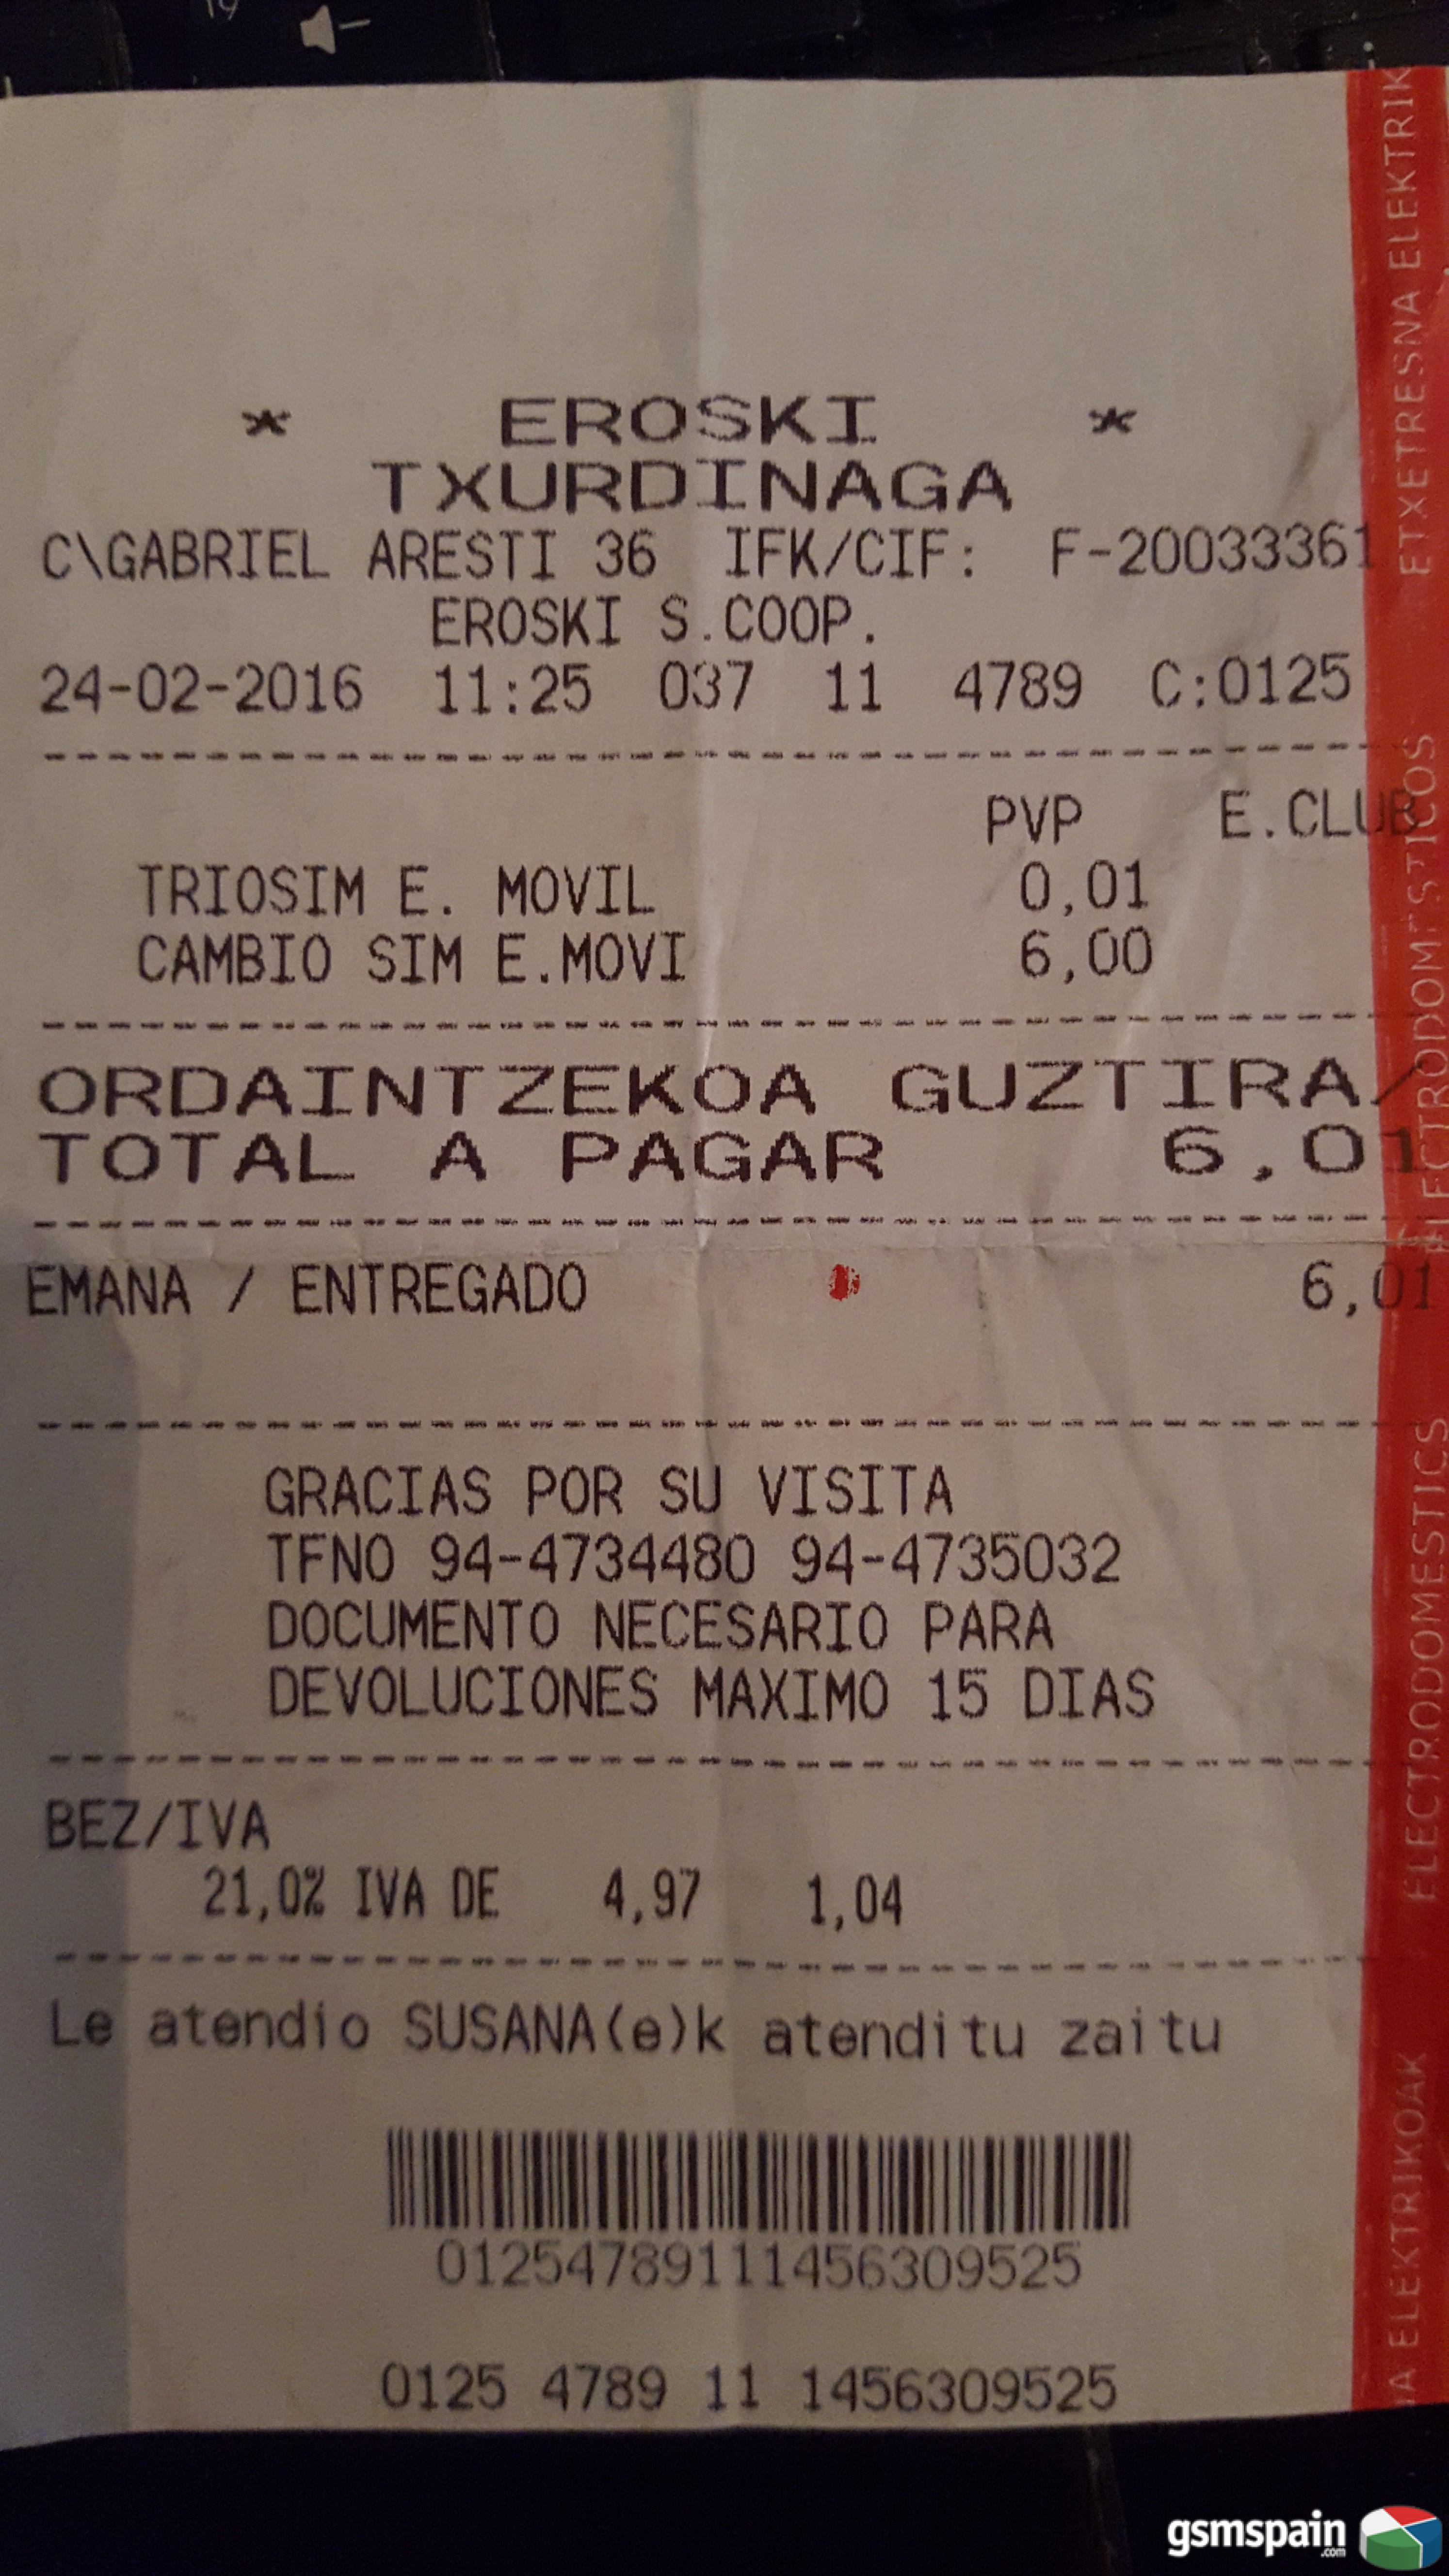 19
* EROSKI *
TXURDINAGA
C\GABRIEL ARESTI 36 IFK/CIF: F-20033361
EROSKI S.COOP.
24-02-2016 11:25 037 11 4789 C:0125
PVP E.CLUB
TRIOSIM E. MOVIL 0,01
CAMBIO SIM E.MOVI 6,00
ORDAINTZEKOA GUZTIRA/
TOTAL A PAGAR 6,01
EMANA / ENTREGADO 6,01
GRACIAS POR SU VISITA
TFNO 94-4734480 94-4735032
DOCUMENTO NECESARIO PARA
DEVOLUCIONES MAXIMO 15 DIAS
BEZ/IVA
21,0% IVA DE 4,97 1,04
Le atendio SUSANA(e)k atenditu zaitu
01254789111456309525
0125 4789 11 1456309525
ETXETRESNA ELEKTRIK
ELECTRODOMESTICOS
ELECTRODOMESTICS
A ELEKTRIKOAK
gsmspain
.com